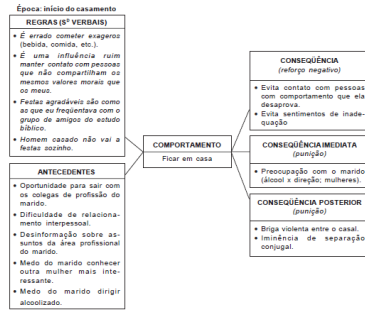 Época: início do casamento
REGRAS (Sᴰ VERBAIS)
• É errado cometer exageros
(bebida, comida, etc.).
• É uma influência ruim
manter contato com pessoas
que não compartilham os
mesmos valores morais que
os meus.
• Festas agradáveis são como
as que eu freqüentava com o
grupo de amigos do estudo
bíblico.
• Homem casado não vai a
festas sozinho.
ANTECEDENTES
• Oportunidade para sair com
os colegas de profissão do
marido.
• Dificuldade de relaciona-
mento interpessoal.
• Desinformação sobre as-
suntos da área profissional
do marido.
• Medo do marido conhecer
outra mulher mais inte-
ressante.
• Medo do marido dirigir
alcoolizado.
COMPORTAMENTO
Ficar em casa
CONSEQÜÊNCIA
(reforço negativo)
• Evita contato com pessoas
com comportamento que ela
desaprova.
• Evita sentimentos de inade-
quação
CONSEQÜÊNCIA IMEDIATA
(punição)
• Preocupação com o marido
(álcool x direção; mulheres).
CONSEQÜÊNCIA POSTERIOR
(punição)
• Briga violenta entre o casal.
• Iminência de separação
conjugal.